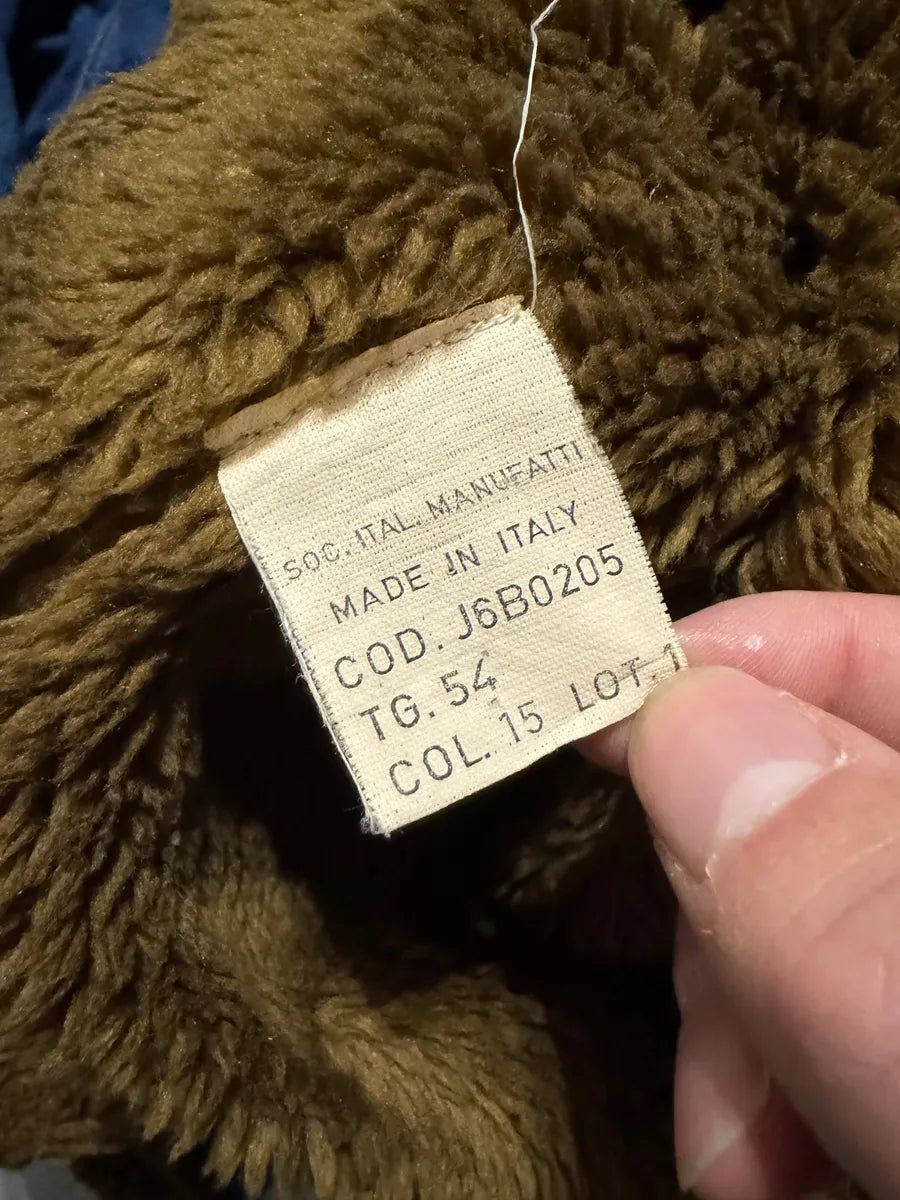 SOC. ITAL. MANUFATTI
MADE IN ITALY
COD. J6B0205
TG. 54
COL. 15 LOT. 1